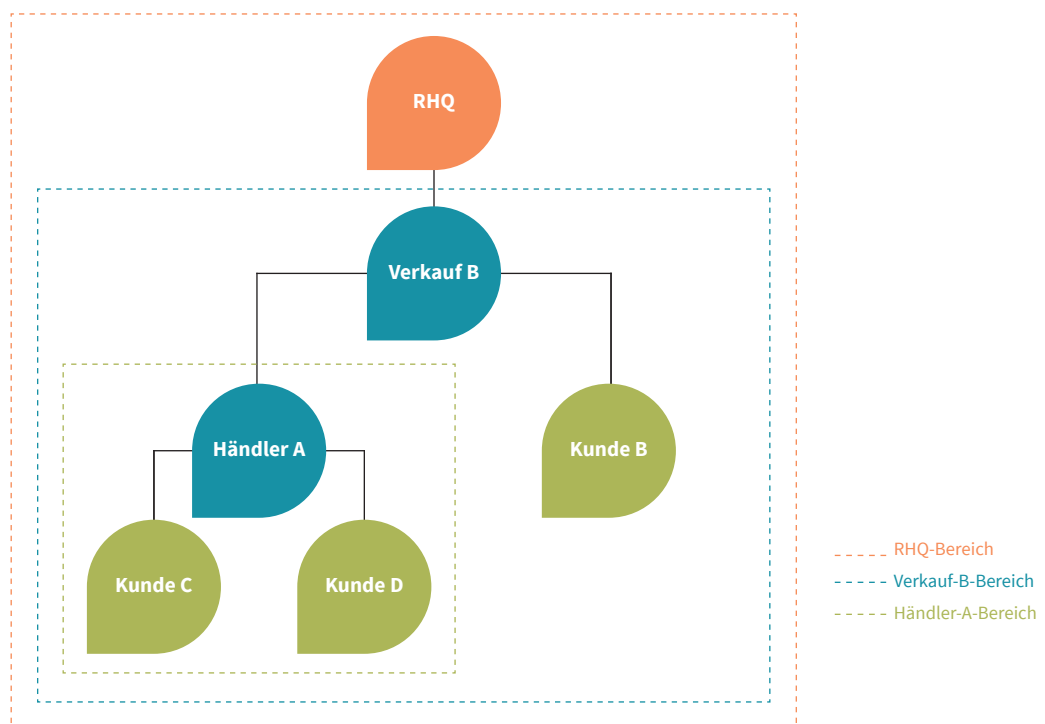 RHQ
Verkauf B
Händler A
Kunde B
Kunde C
Kunde D
RHQ-Bereich
Verkauf-B-Bereich
Händler-A-Bereich